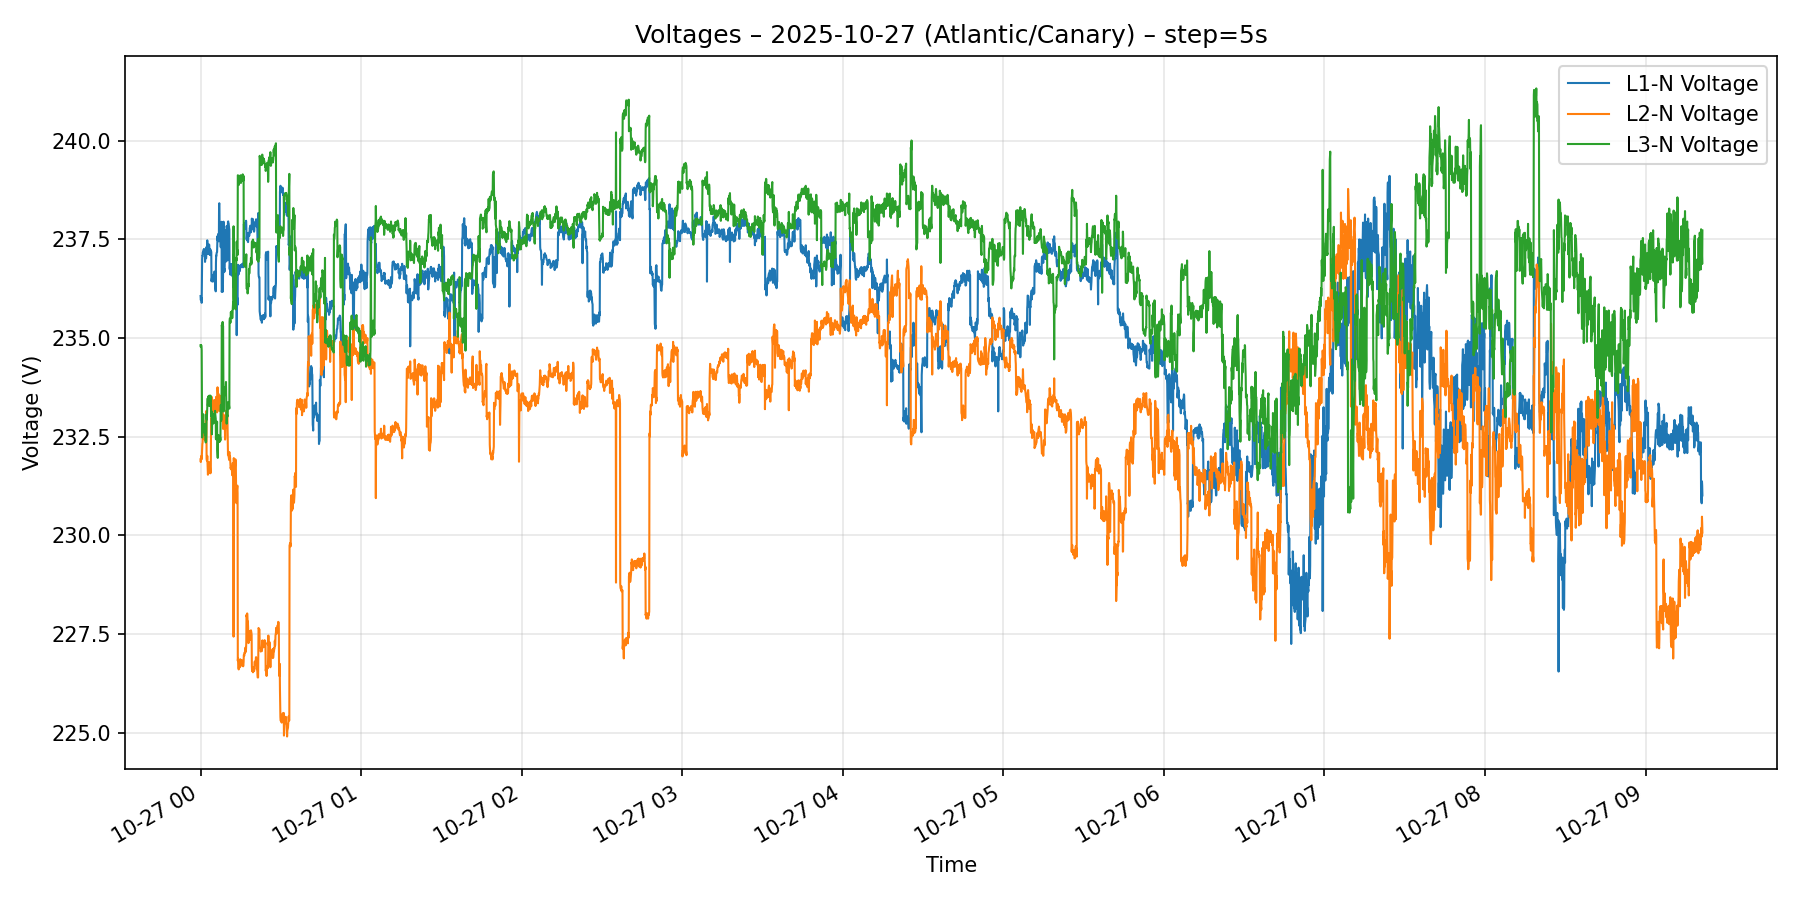 Voltages – 2025-10-27 (Atlantic/Canary) – step=5s
L1-N Voltage
L2-N Voltage
L3-N Voltage
Voltage (V)
240.0
237.5
235.0
232.5
230.0
227.5
225.0
10-27 00
10-27 01
10-27 02
10-27 03
10-27 04
10-27 05
10-27 06
10-27 07
10-27 08
10-27 09
Time